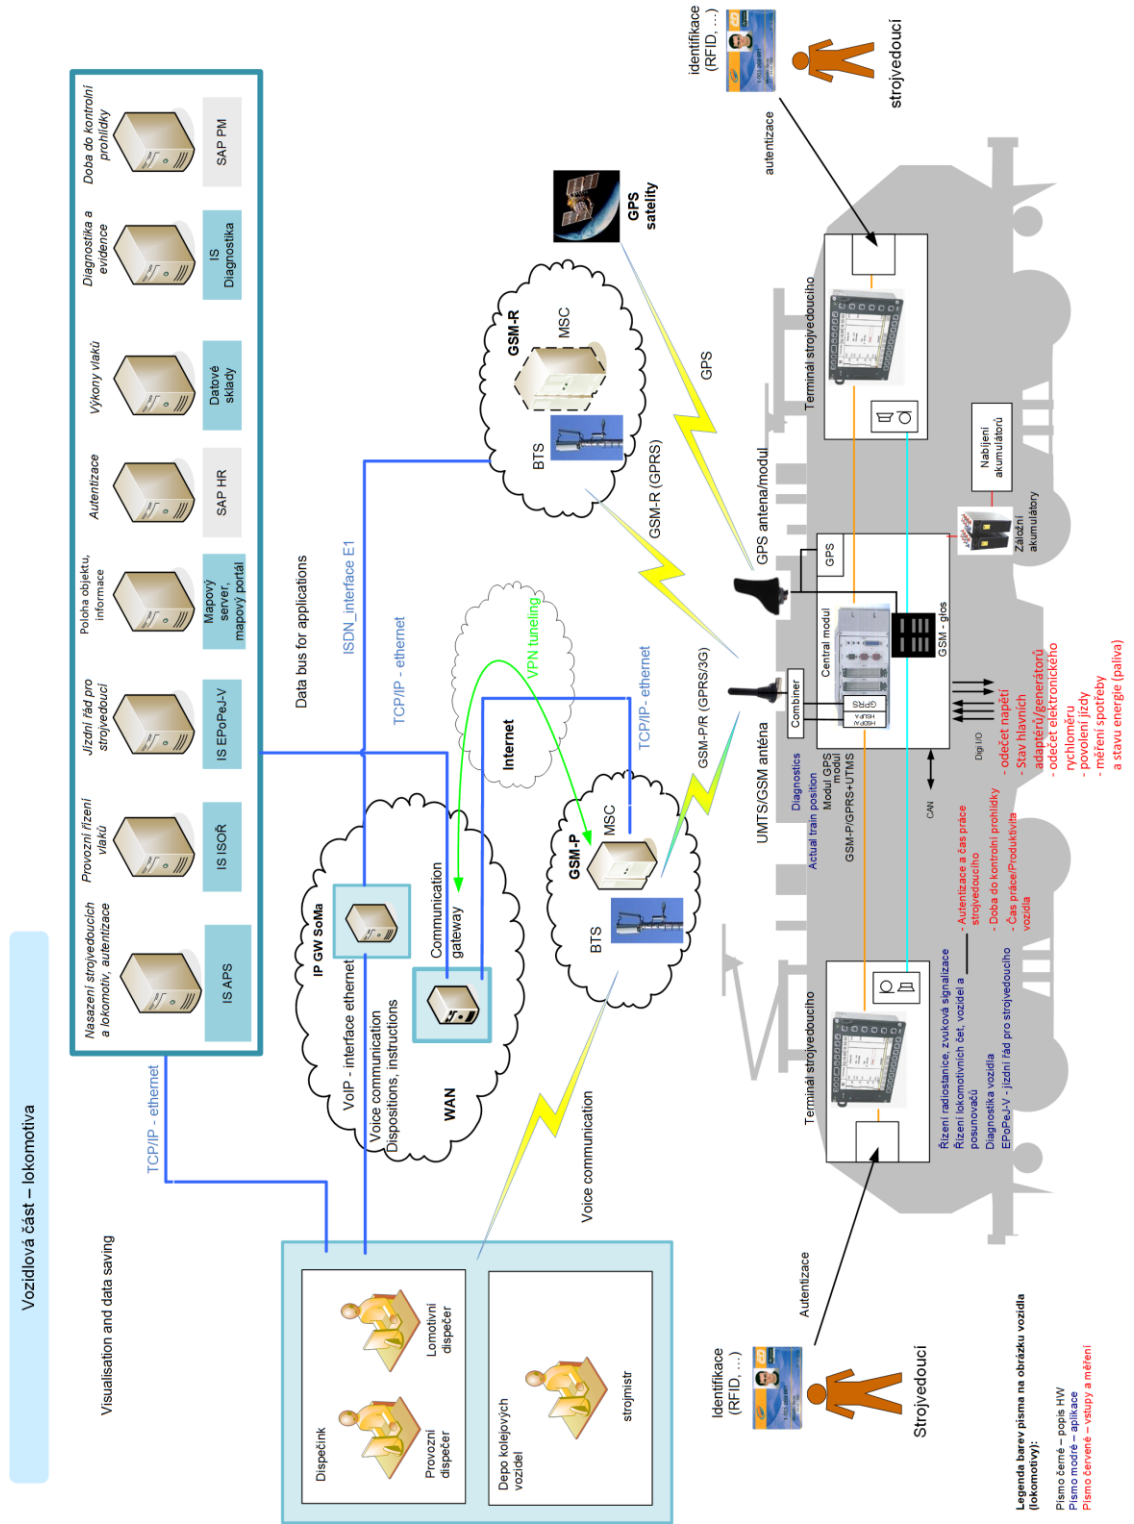 Vozidlová část – lokomotiva
Visualisation and data saving
Nasazení strojvedoucích
a lokomotiv, autentizace
IS APS
Provozní řízení
vlaků
IS ISOŘ
Jízdní řád pro
strojvedoucí
IS EPoPeJ-V
Poloha objektu,
informace
Mapový
server,
mapový portál
Autentizace
SAP HR
Výkony vlaků
Datové
sklady
Diagnostika a
evidence
IS
Diagnostika
Doba do kontrolní
prohlídky
SAP PM
TCP/IP - ethernet
Data bus for applications
ISDN_interface E1
TCP/IP - ethernet
IP GW SoMa
VoIP - interface ethernet
Voice communication
Dispositions, instructions
Communication
gateway
WAN
Internet
VPN tuneling
TCP/IP- ethernet
Dispečink
Provozní
dispečer
Lomotivní
dispečer
Depo kolejových
vozidel
strojmistr
Voice communication
GSM-P
MSC
BTS
GSM-R
MSC
BTS
GSM-P/R (GPRS/3G)
GSM-R (GPRS)
GPS
GPS
satelity
Identifikace
(RFID, ...)
Strojvedoucí
Autentizace
identifikace
(RFID, ...)
strojvedoucí
autentizace
UMTS/GSM anténa
GPS antena/modul
Terminál strojvedoucího
Terminál strojvedoucího
Diagnostics
Actual train position
Modul GPS
modul
GSM-P/GPRS+UTMS
Combiner
HSPA/
HSUPA
GPRS
Central modul
GPS
GSM - głos
Záložní
akumulátory
Nabíjení
akumulátorů
CAN
Digi I/O
- odečet napětí
- Stav hlavních
adaptérů/generátorů
- odečet elektronického
rychloměru
- povolení jízdy
- měření spotřeby
a stavu energie (paliva)
Řízení radiostanice, zvuková signalizace
Řízení lokomotivních čet, vozidel a
posunovačů
Diagnostika vozidla
EPoPeJ-V - jízdní řád pro strojvedoucího
- Autentizace a čas práce
strojvedoucího
- Doba do kontrolní prohlídky
- Čas práce/Produktivita
vozidla
Legenda barev písma na obrázku vozidla
(lokomotivy):
Písmo černé – popis HW
Písmo modré – aplikace
Písmo červené – vstupy a měření